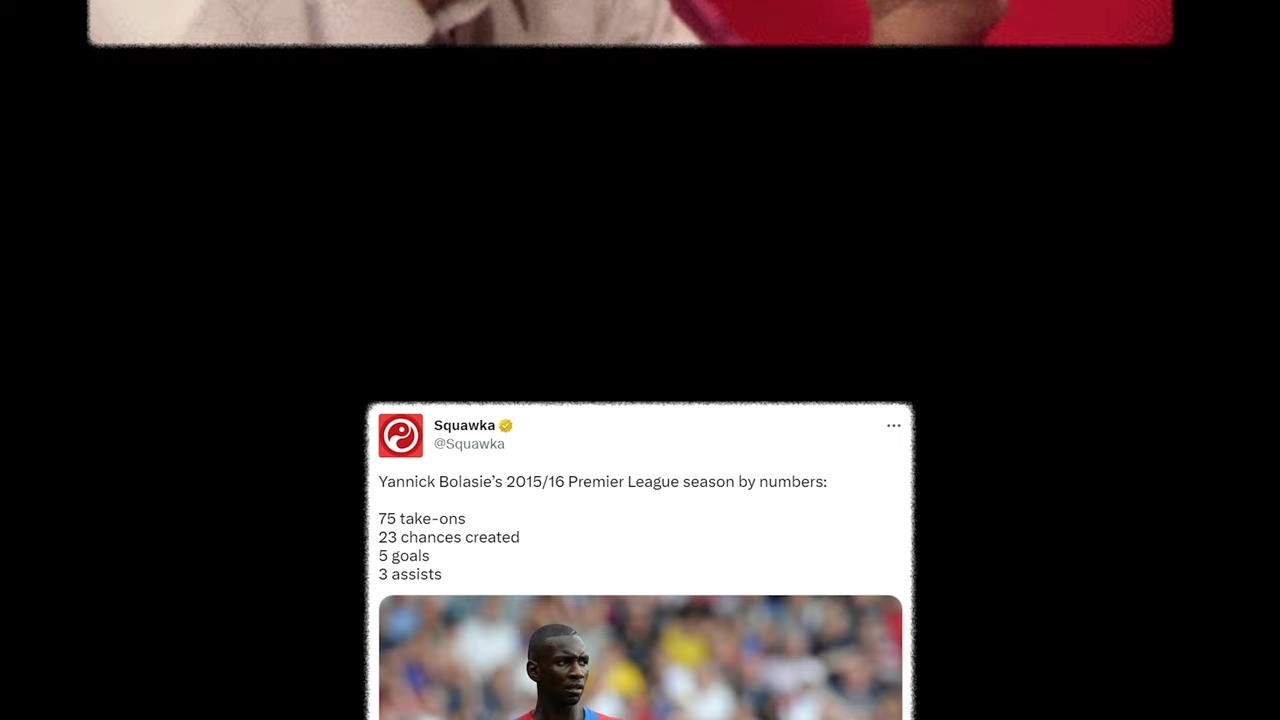 Squawka
@Squawka
Yannick Bolasie’s 2015/16 Premier League season by numbers:
75 take-ons
23 chances created
5 goals
3 assists